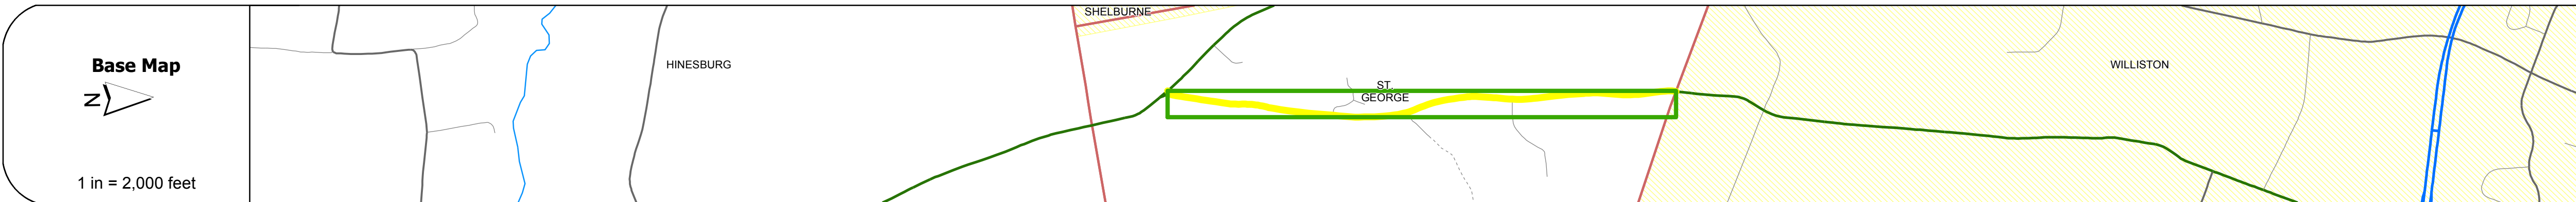 Base Map
N
1 in = 2,000 feet
HINESBURG
SHELBURNE
ST.
GEORGE
WILLISTON